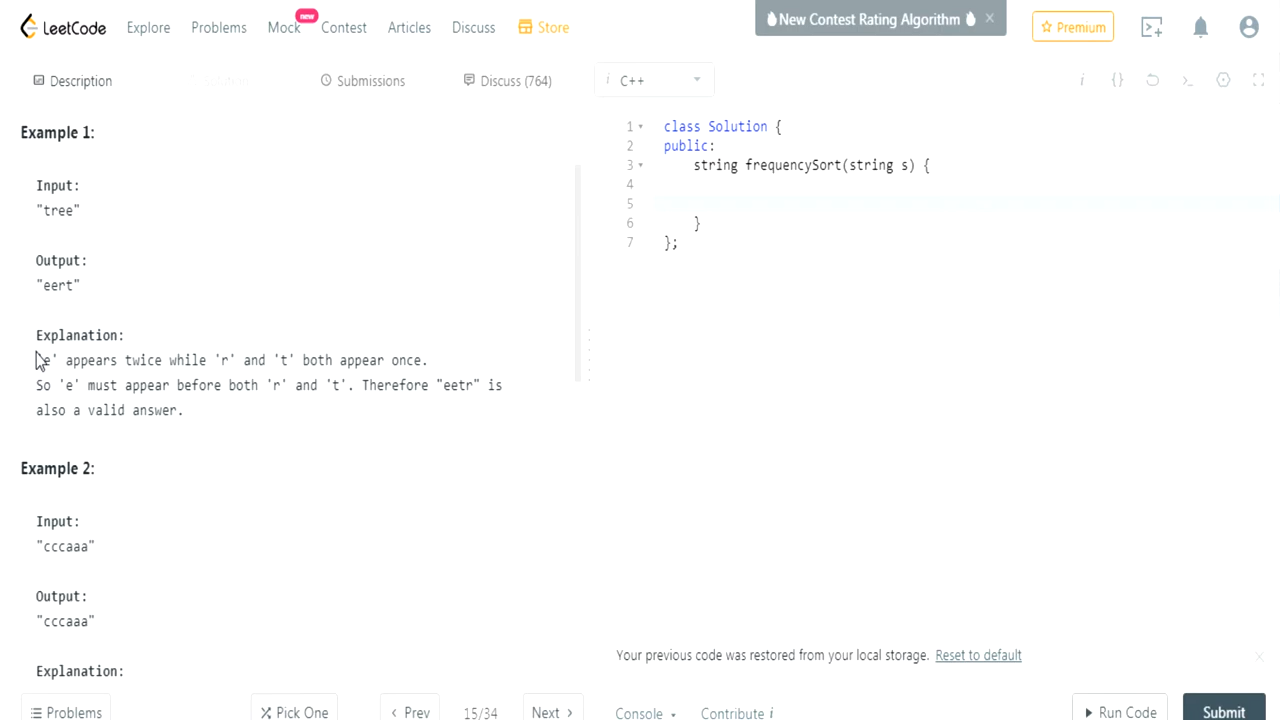 LeetCode Explore Problems Mock new Contest Articles Discuss Store New Contest Rating Algorithm × Premium
Description Submissions Discuss (764) i C++ i {}
Example 1:
Input:
"tree"
Output:
"eert"
Explanation:
e' appears twice while 'r' and 't' both appear once.
So 'e' must appear before both 'r' and 't'. Therefore "eetr" is
also a valid answer.
Example 2:
Input:
"cccaaa"
Output:
"cccaaa"
Explanation:
1 class Solution {
2 public:
3 string frequencySort(string s) {
4
5
6 }
7 };
Your previous code was restored from your local storage. Reset to default ×
Problems Pick One < Prev 15/34 Next > Console Contribute i Run Code Submit